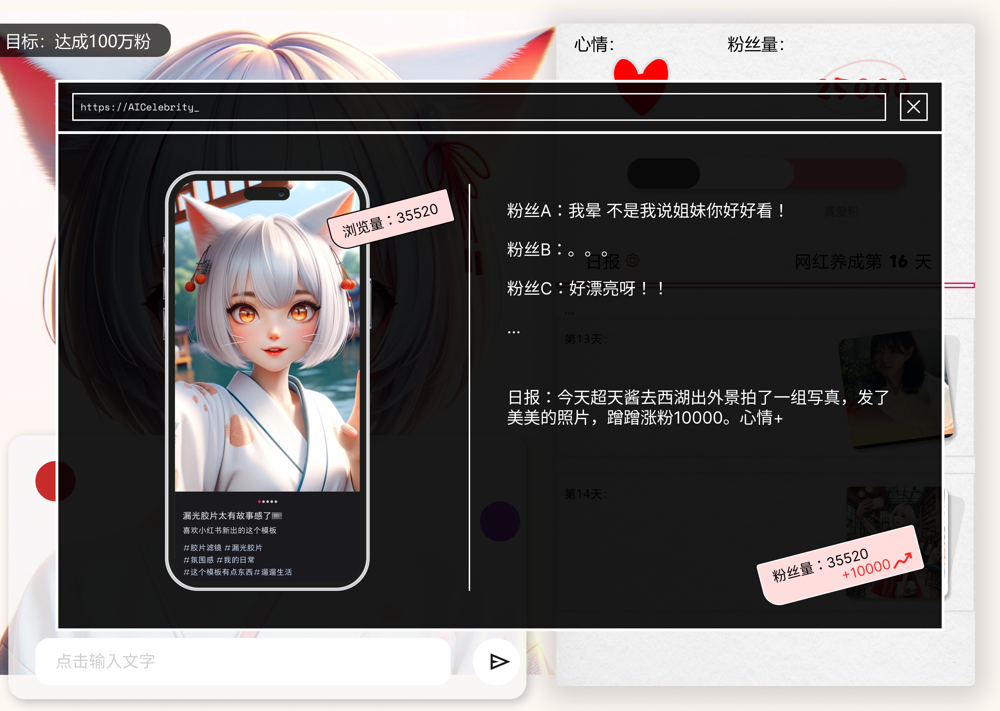 目标：达成100万粉
心情：
粉丝量：
25000
https://AICelebrity_
浏览量：35520
粉丝A：我晕 不是我说姐妹你好好看！
真爱粉
粉丝B：。。。
日报
网红养成第 16 天
粉丝C：好漂亮呀！！
...
...
第13天：
日报：今天超天酱去西湖出外景拍了一组写真，发了
美美的照片，蹭蹭涨粉10000。心情+
第14天：
漏光胶片太有故事感了
喜欢小红书新出的这个模板
#胶片滤镜 #漏光胶片
#氛围感 #我的日常
#这个模板有点东西#遛遛生活
粉丝量：35520
+10000
点击输入文字